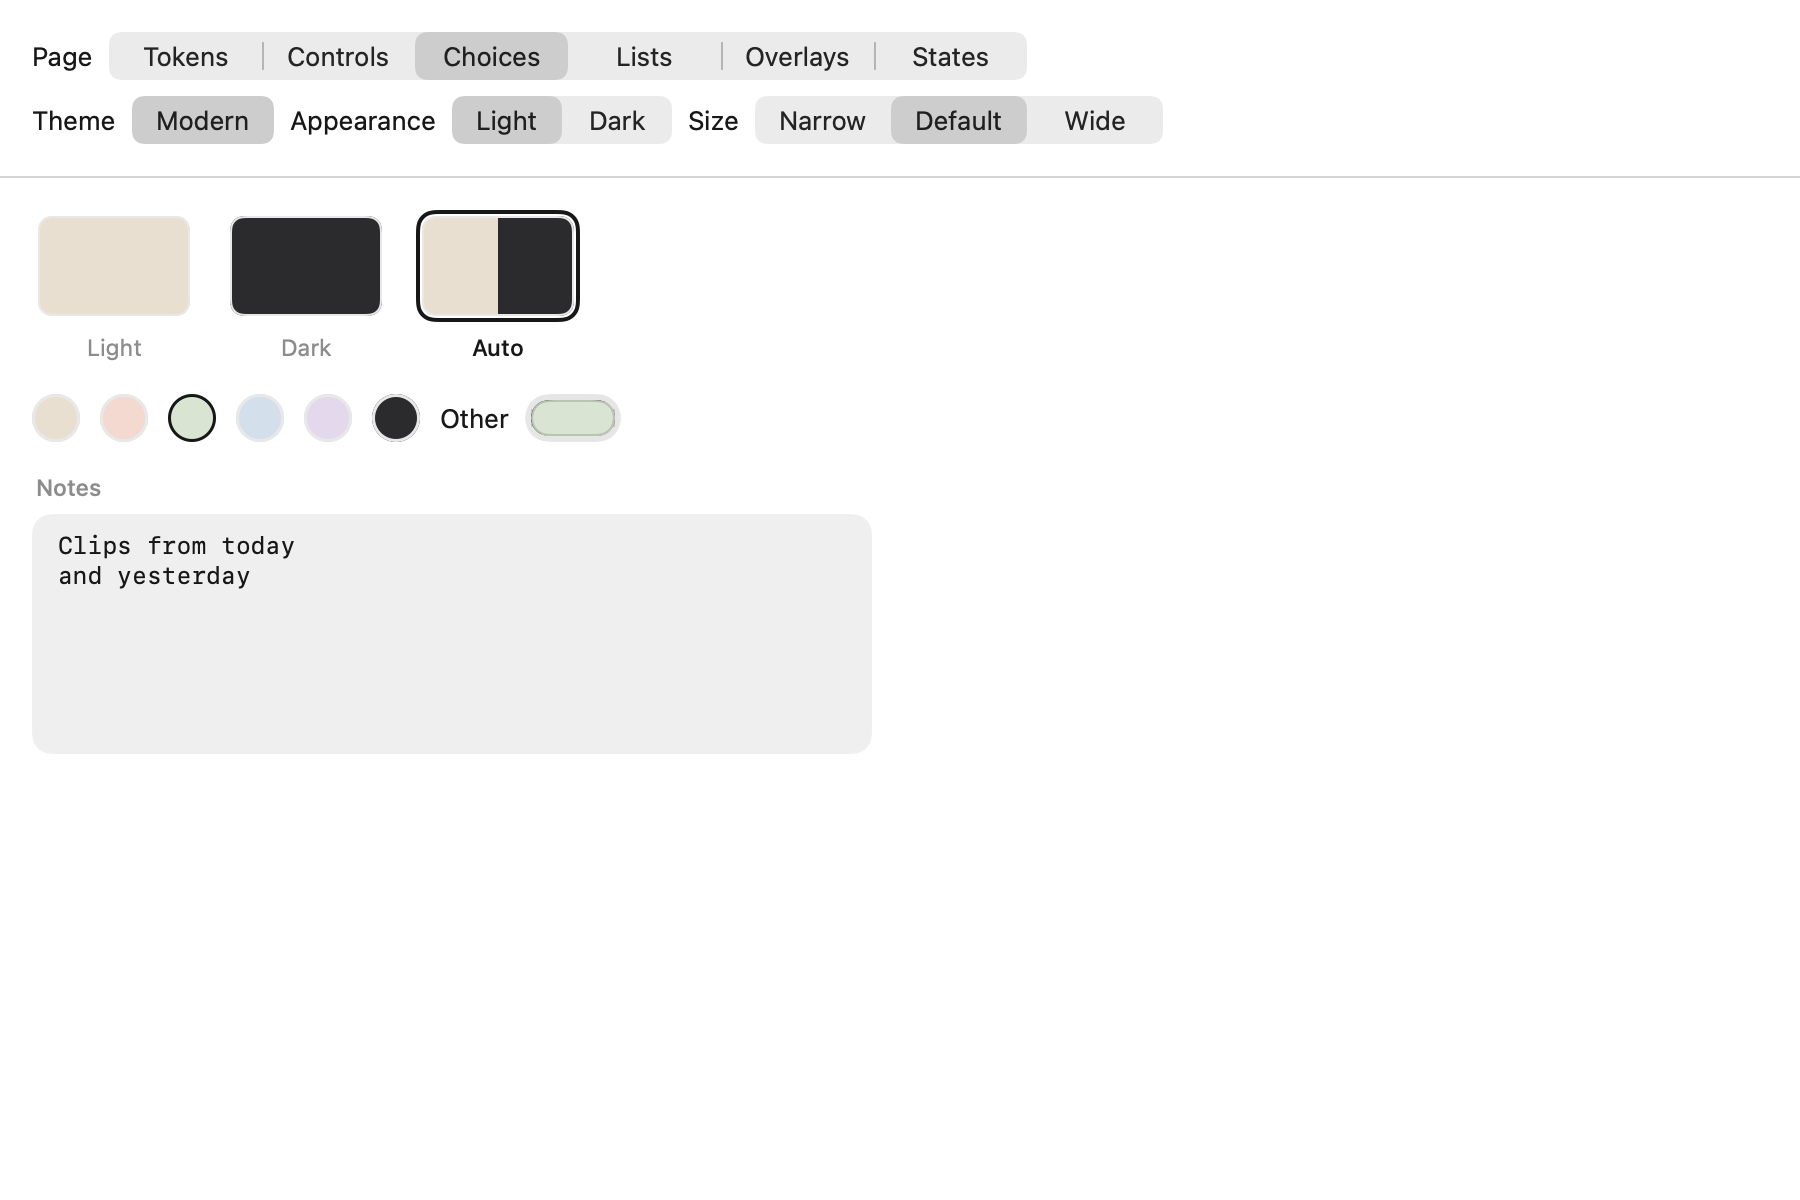 Page Tokens Controls Choices Lists Overlays States
Theme Modern Appearance Light Dark Size Narrow Default Wide
Light Dark Auto
Other
Notes
Clips from today
and yesterday